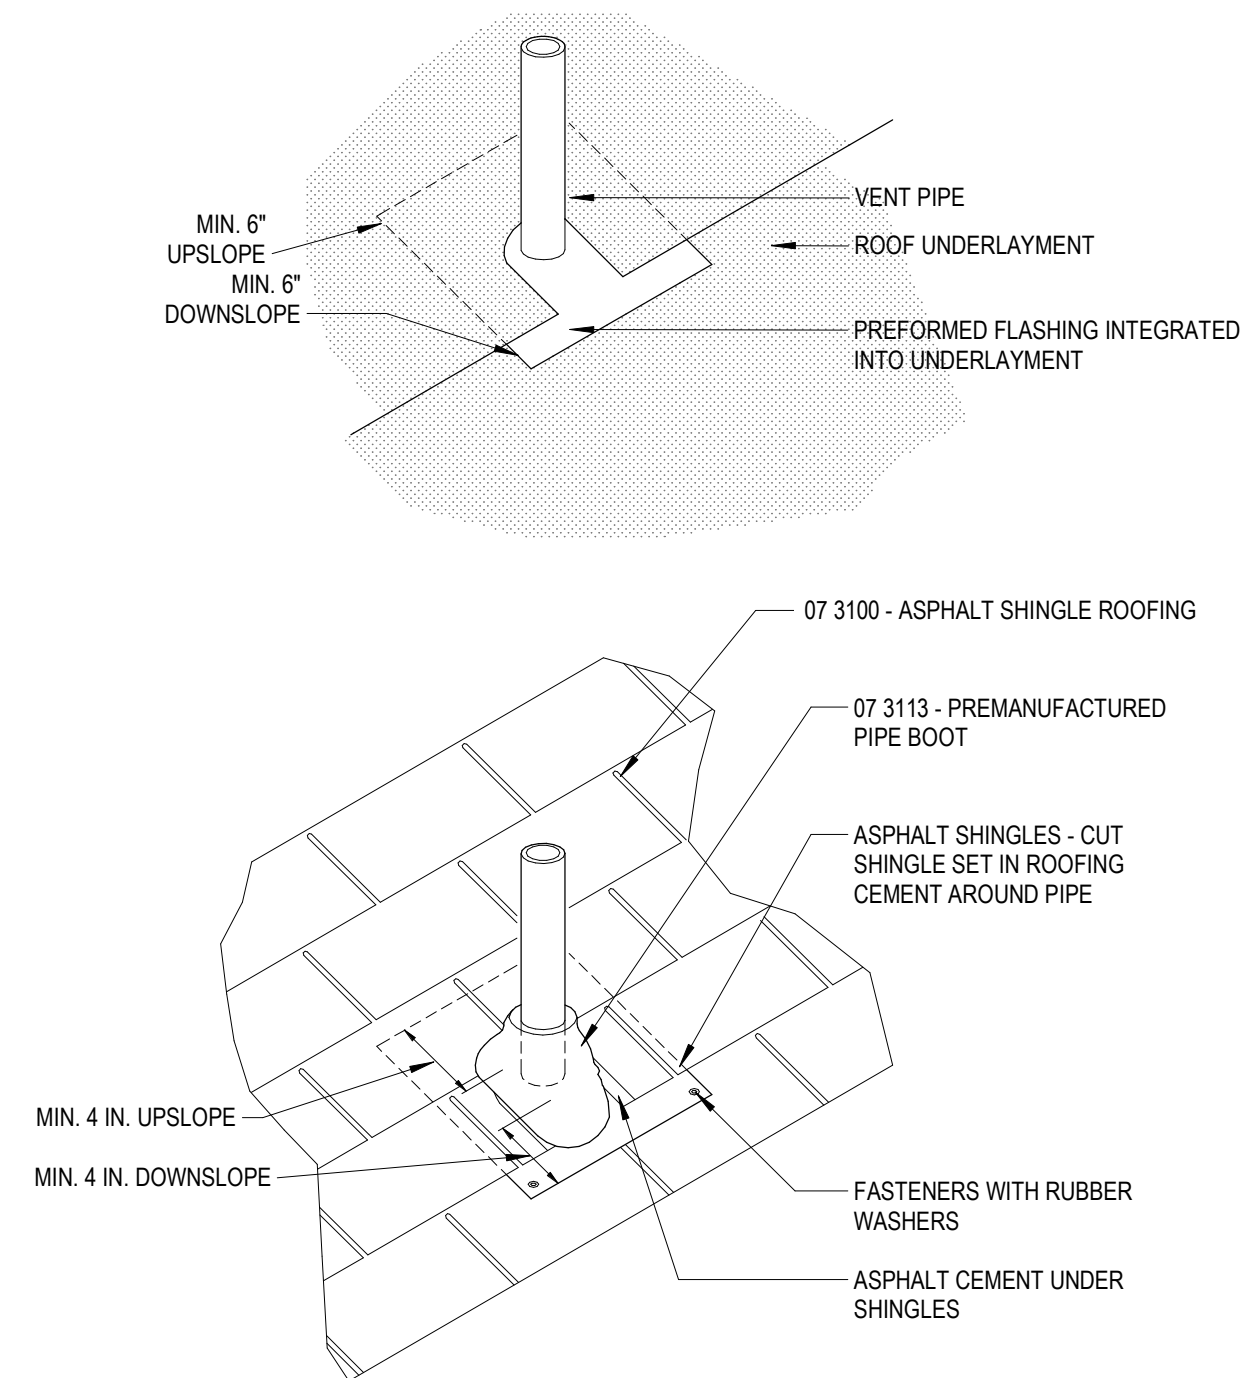 MIN. 6"
UPSLOPE
MIN. 6"
DOWNSLOPE
VENT PIPE
ROOF UNDERLAYMENT
PREFORMED FLASHING INTEGRATED
INTO UNDERLAYMENT
07 3100 - ASPHALT SHINGLE ROOFING
07 3113 - PREMANUFACTURED
PIPE BOOT
ASPHALT SHINGLES - CUT
SHINGLE SET IN ROOFING
CEMENT AROUND PIPE
MIN. 4 IN. UPSLOPE
MIN. 4 IN. DOWNSLOPE
FASTENERS WITH RUBBER
WASHERS
ASPHALT CEMENT UNDER
SHINGLES